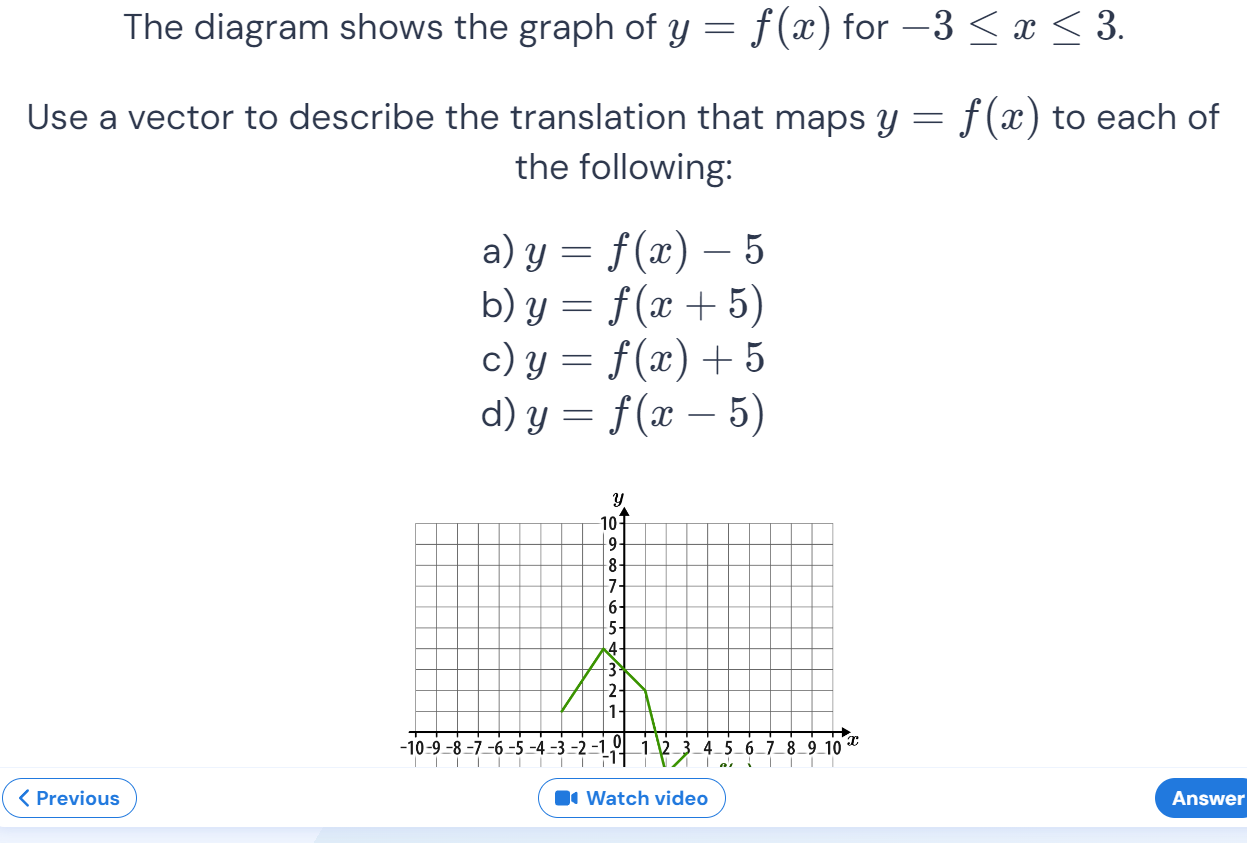 The diagram shows the graph of y = f(x) for −3 ≤ x ≤ 3.
Use a vector to describe the translation that maps y = f(x) to each of
the following:
a) y = f(x) − 5
b) y = f(x + 5)
c) y = f(x) + 5
d) y = f(x − 5)
y
10
9
8
7
6
5
4
3
2
1
-10 -9 -8 -7 -6 -5 -4 -3 -2 -1 0 1 2 3 4 5 6 7 8 9 10 x
-1
Previous
Watch video
Answer